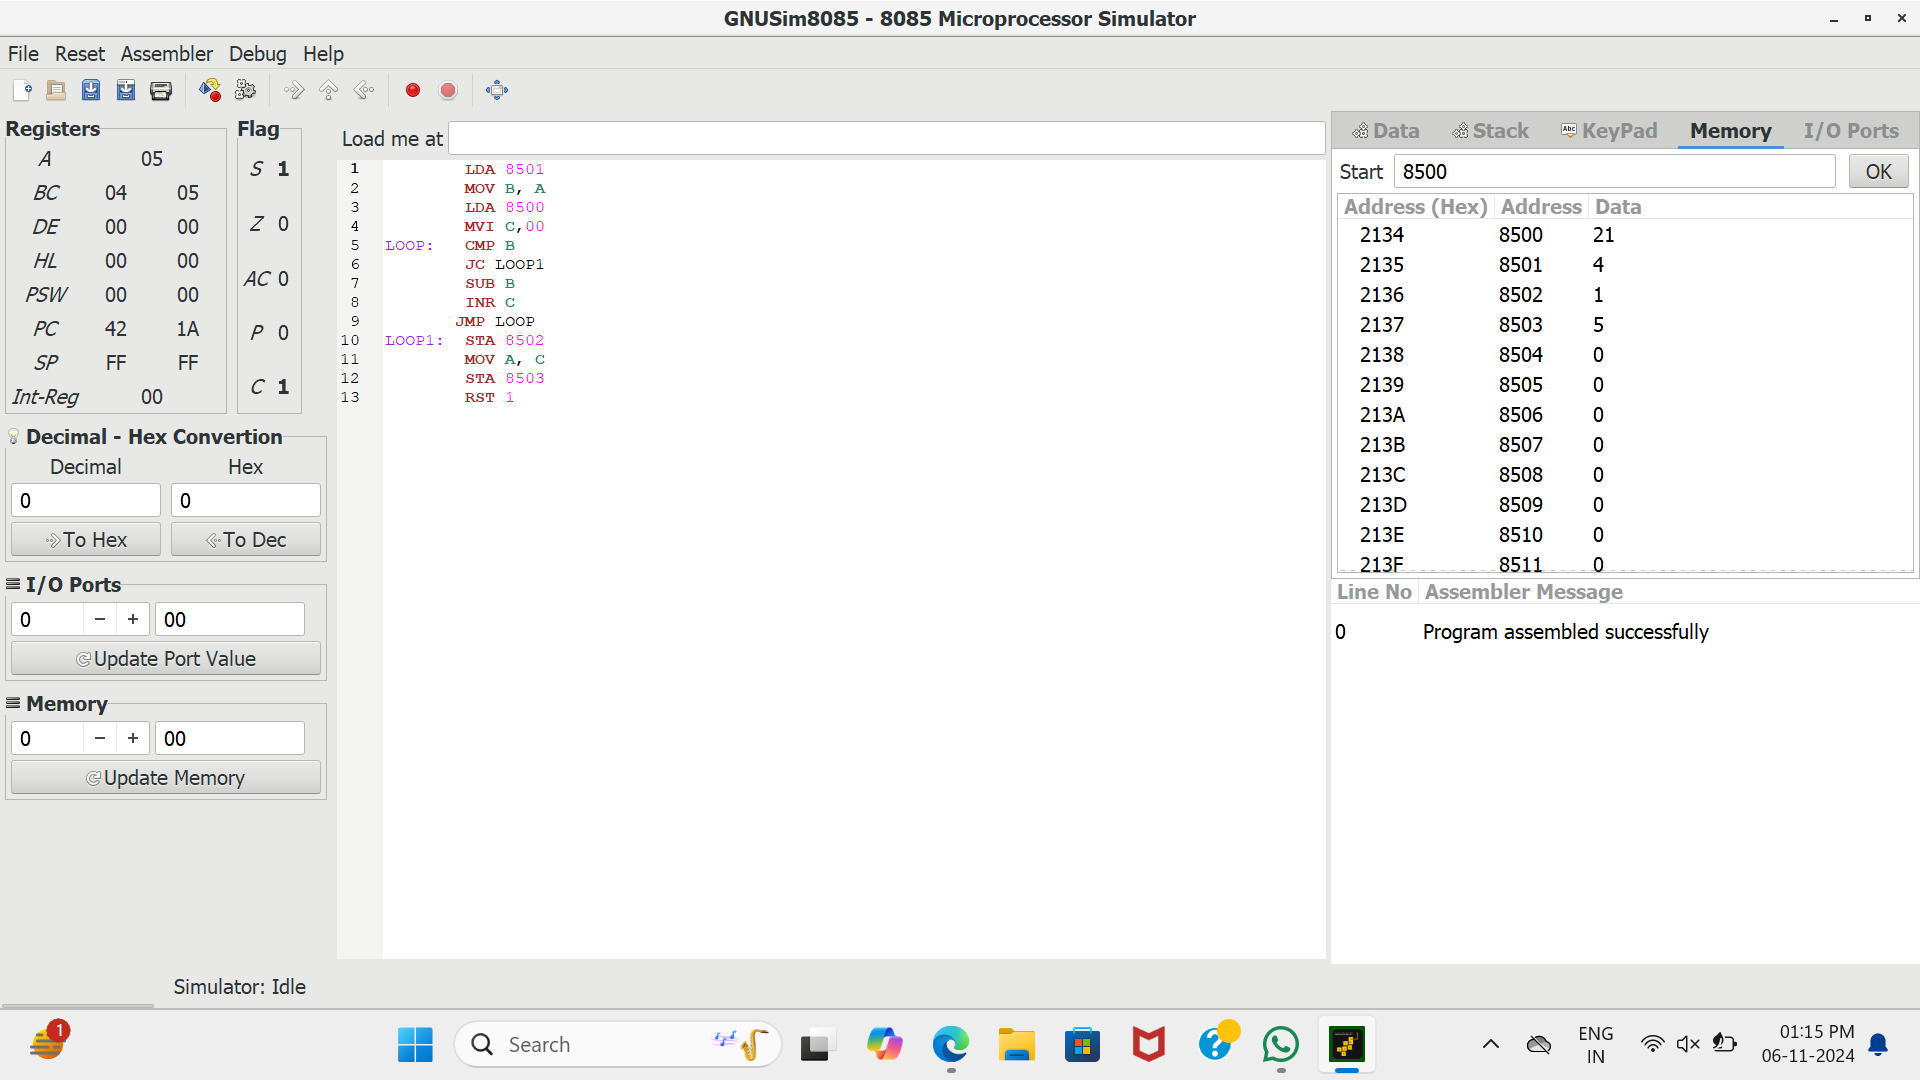 GNUSim8085 - 8085 Microprocessor Simulator
File Reset Assembler Debug Help
Registers
A 05
BC 04 05
DE 00 00
HL 00 00
PSW 00 00
PC 42 1A
SP FF FF
Int-Reg 00
Flag
S 1
Z 0
AC 0
P 0
C 1
Decimal - Hex Convertion
Decimal Hex
0 0
To Hex To Dec
I/O Ports
0 − + 00
Update Port Value
Memory
0 − + 00
Update Memory
Load me at
1 LDA 8501
2 MOV B, A
3 LDA 8500
4 MVI C,00
5 LOOP: CMP B
6 JC LOOP1
7 SUB B
8 INR C
9 JMP LOOP
10 LOOP1: STA 8502
11 MOV A, C
12 STA 8503
13 RST 1
Data Stack Abc KeyPad Memory I/O Ports
Start 8500 OK
Address (Hex) Address Data
2134 8500 21
2135 8501 4
2136 8502 1
2137 8503 5
2138 8504 0
2139 8505 0
213A 8506 0
213B 8507 0
213C 8508 0
213D 8509 0
213E 8510 0
213F 8511 0
Line No Assembler Message
0 Program assembled successfully
Simulator: Idle
1
Search
ENG
IN
01:15 PM
06-11-2024